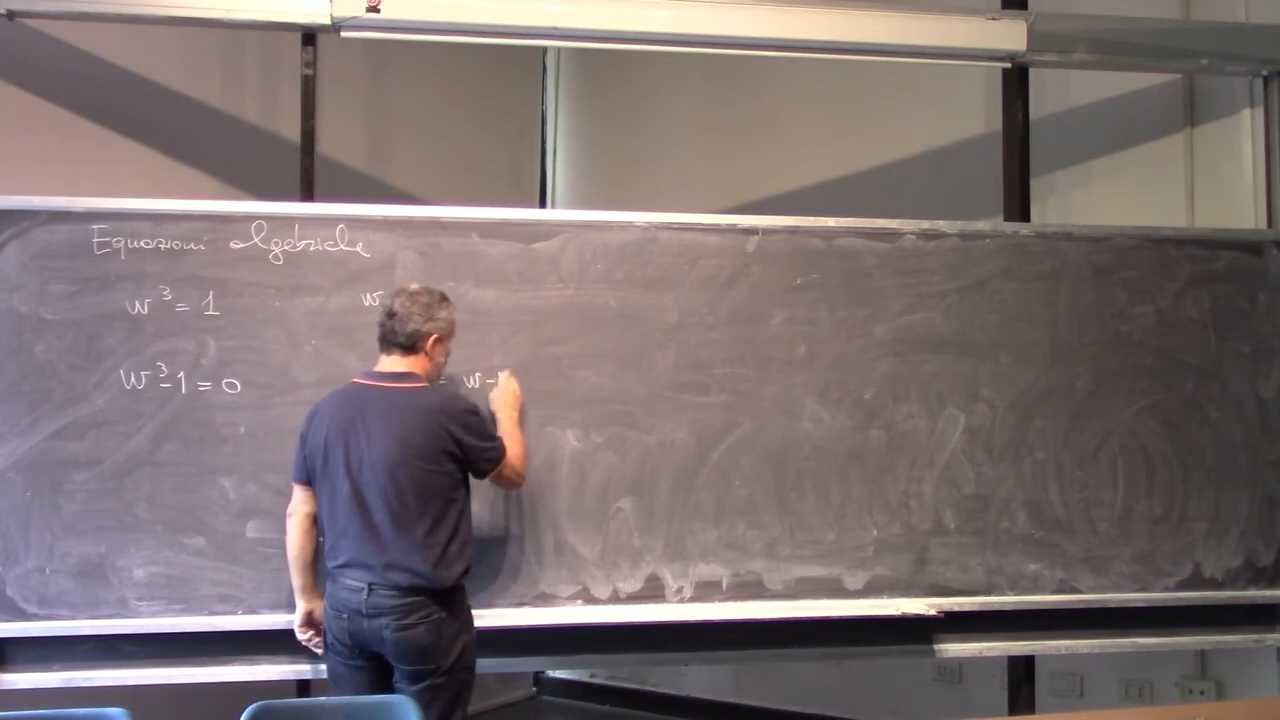 Equazioni algebriche
w³ = 1 w
w³-1 = 0 = w-